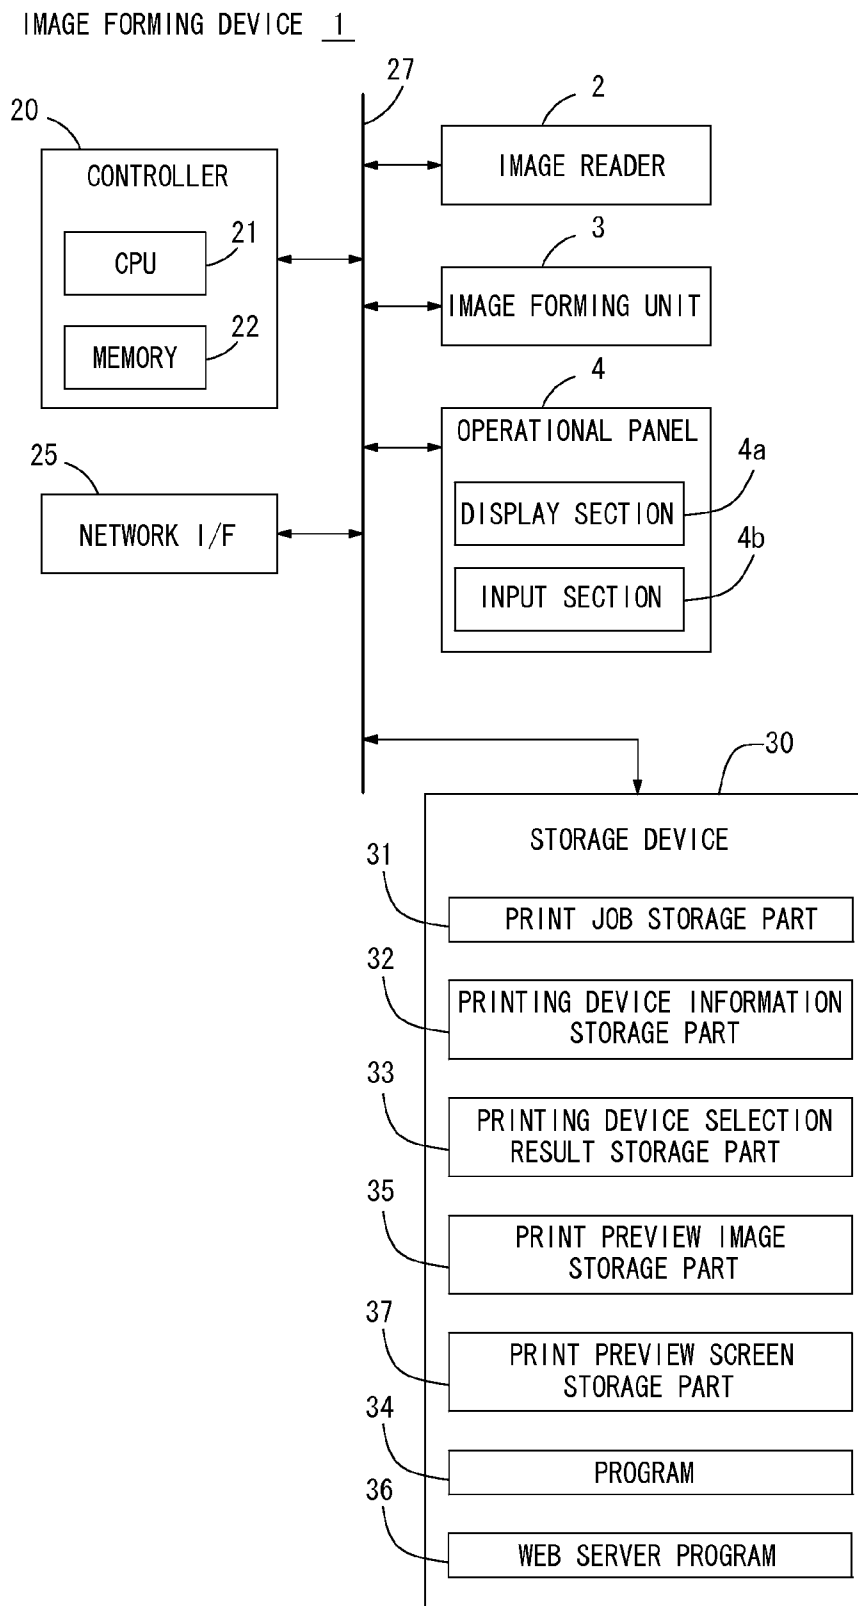 IMAGE FORMING DEVICE 1
27
20
CONTROLLER
21
CPU
22
MEMORY
25
NETWORK I/F
2
IMAGE READER
3
IMAGE FORMING UNIT
4
OPERATIONAL PANEL
4a
DISPLAY SECTION
4b
INPUT SECTION
30
STORAGE DEVICE
31
PRINT JOB STORAGE PART
32
PRINTING DEVICE INFORMATION
STORAGE PART
33
PRINTING DEVICE SELECTION
RESULT STORAGE PART
35
PRINT PREVIEW IMAGE
STORAGE PART
37
PRINT PREVIEW SCREEN
STORAGE PART
34
PROGRAM
36
WEB SERVER PROGRAM